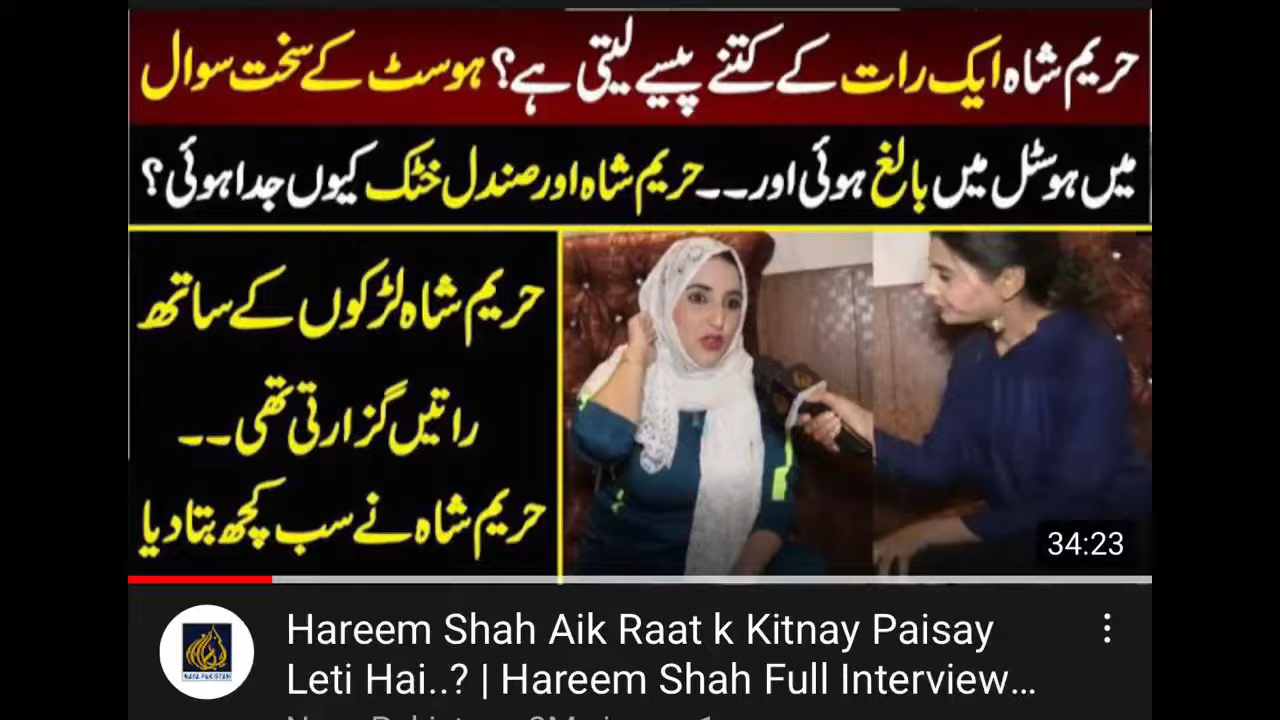 حریم شاہ ایک رات کے کتنے پیسے لیتی ہے؟ ہوسٹ کے سخت سوال
میں ہوسٹل میں بالغ ہوئی اور۔۔حریم شاہ اور صندل خٹک کیوں جدا ہوئی؟
حریم شاہ لڑکوں کے ساتھ
راتیں گزارتی تھی۔۔
حریم شاہ نے سب کچھ بتا دیا
34:23
NAYA PAKISTAN
Hareem Shah Aik Raat k Kitnay Paisay
Leti Hai..? | Hareem Shah Full Interview...